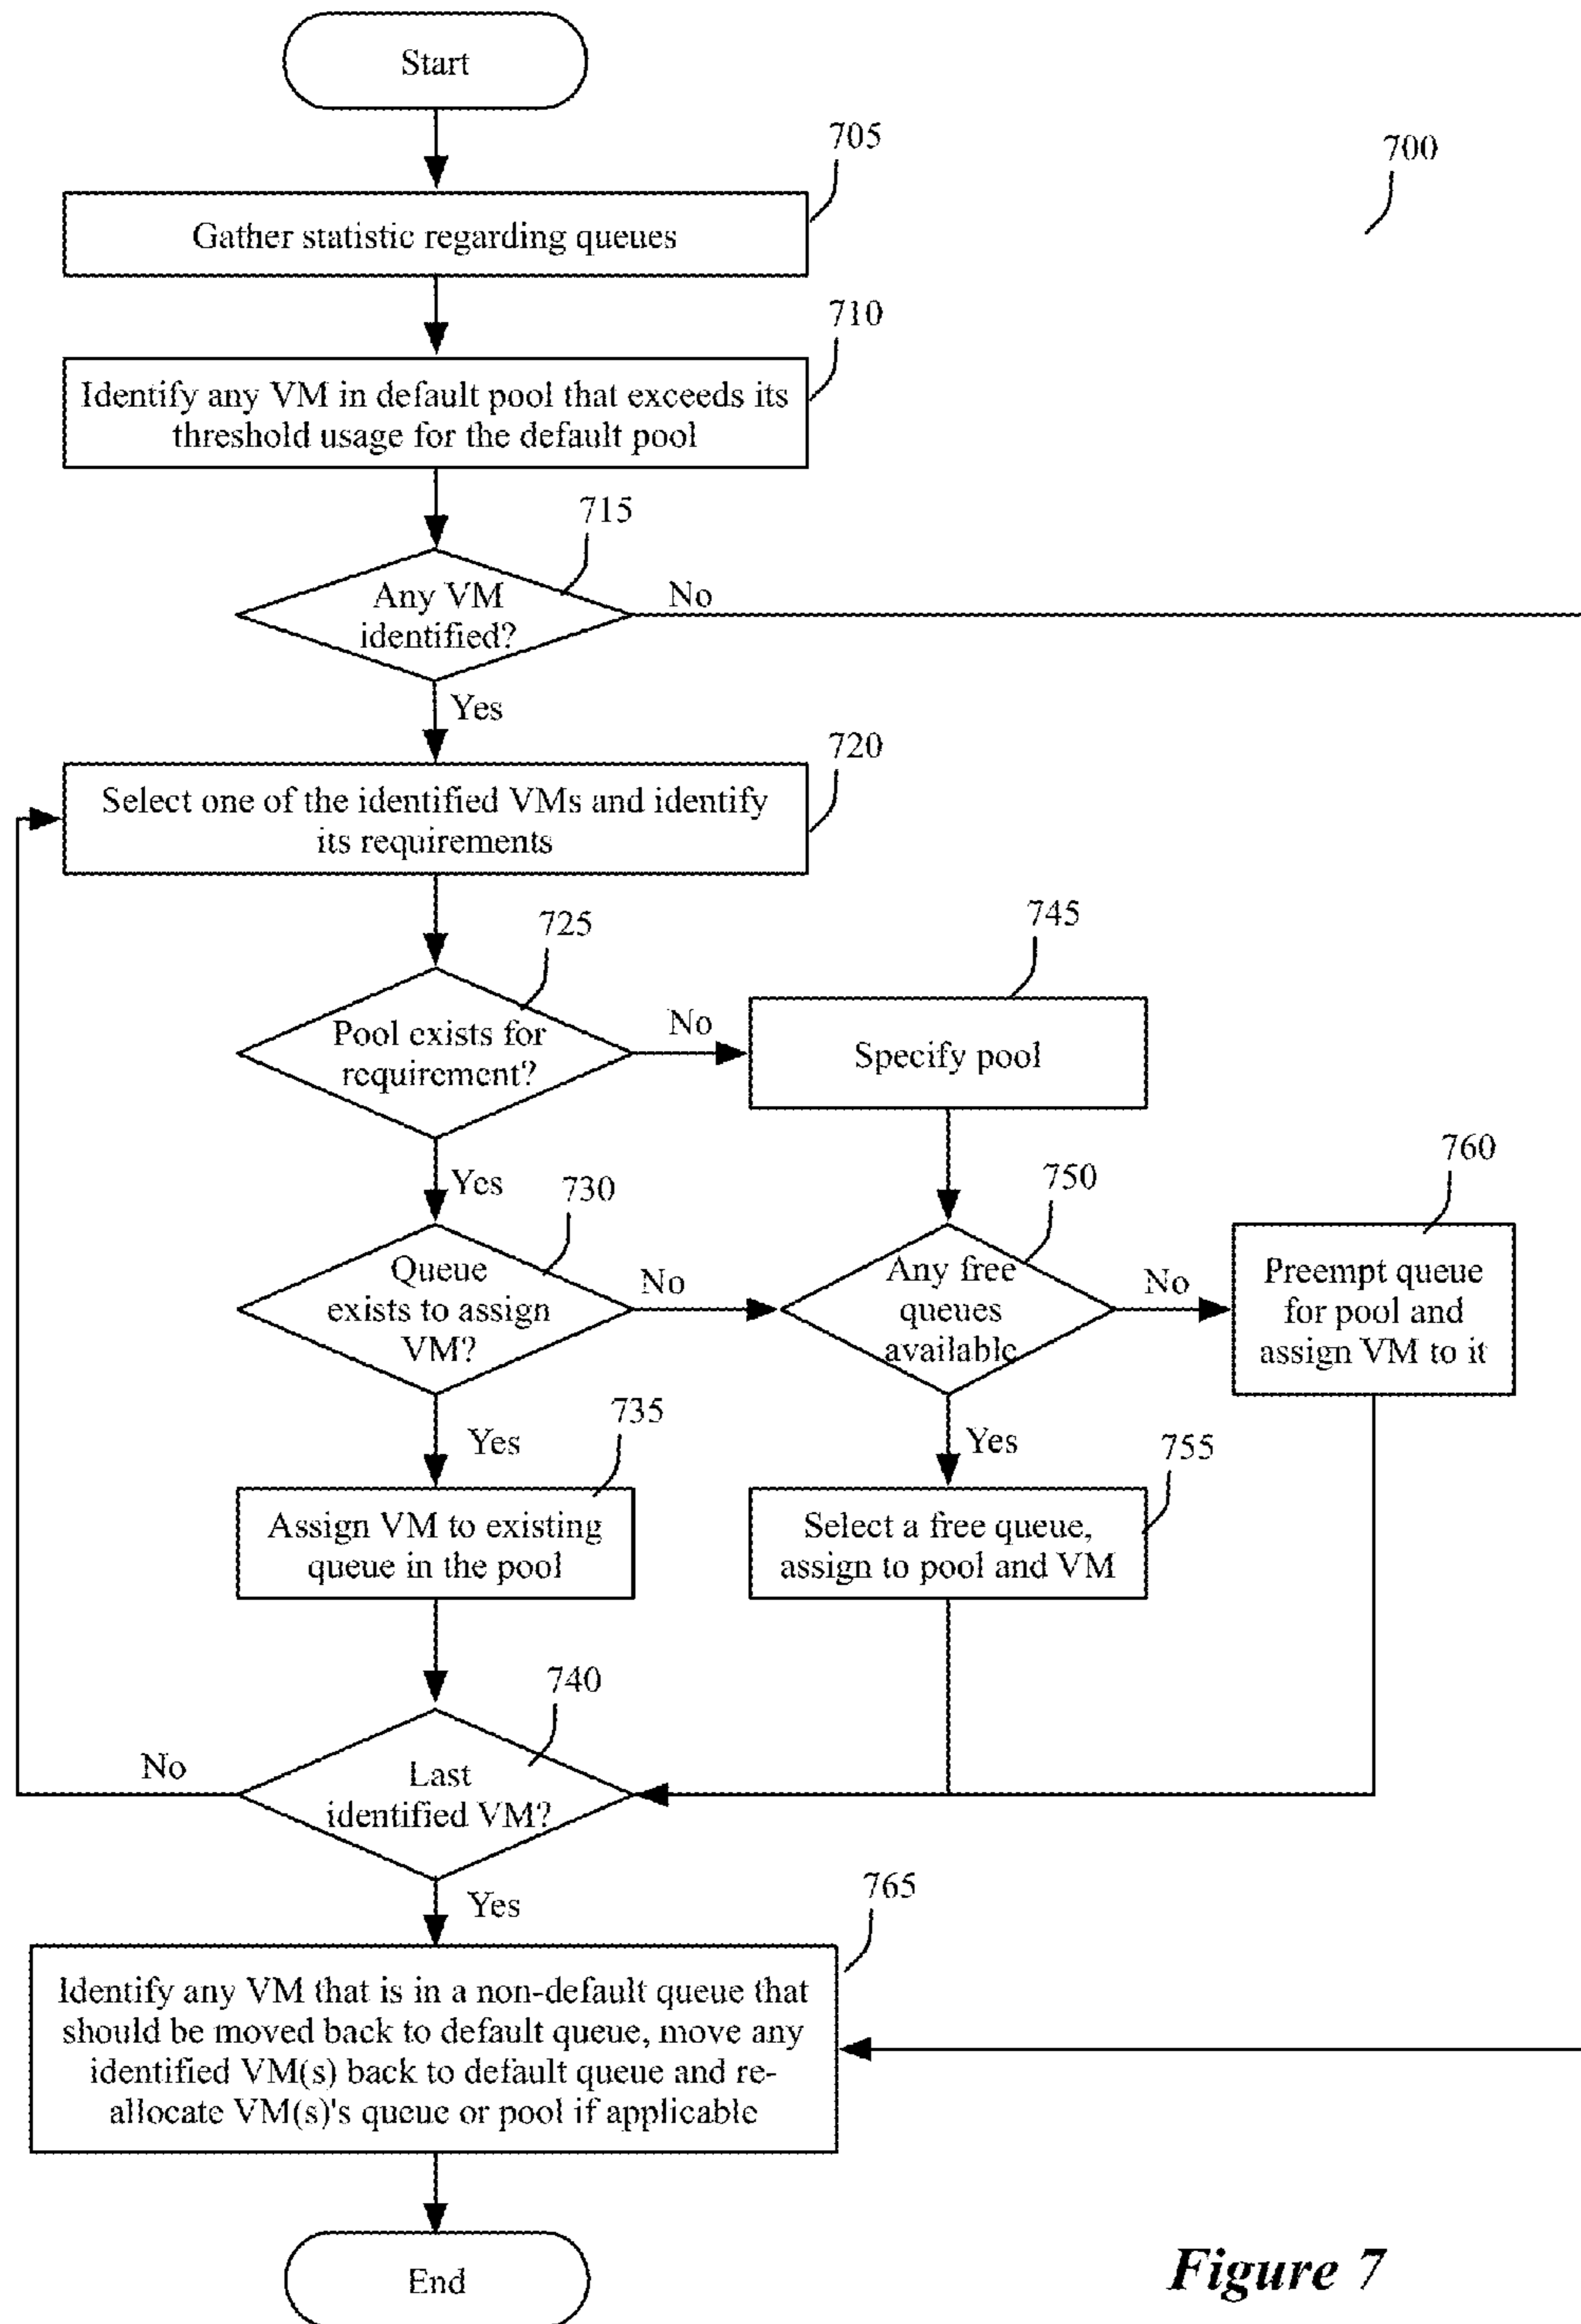 Start
705
700
Gather statistic regarding queues
710
Identify any VM in default pool that exceeds its
threshold usage for the default pool
715
Any VM
identified?
No
Yes
720
Select one of the identified VMs and identify
its requirements
725
745
Pool exists for
requirement?
No
Specify pool
Yes
730
750
760
Queue
exists to assign
VM?
No
Any free
queues
available
No
Preempt queue
for pool and
assign VM to it
Yes
735
Yes
755
Assign VM to existing
queue in the pool
Select a free queue,
assign to pool and VM
740
No
Last
identified VM?
Yes
765
Identify any VM that is in a non-default queue that
should be moved back to default queue, move any
identified VM(s) back to default queue and re-
allocate VM(s)'s queue or pool if applicable
End
Figure 7